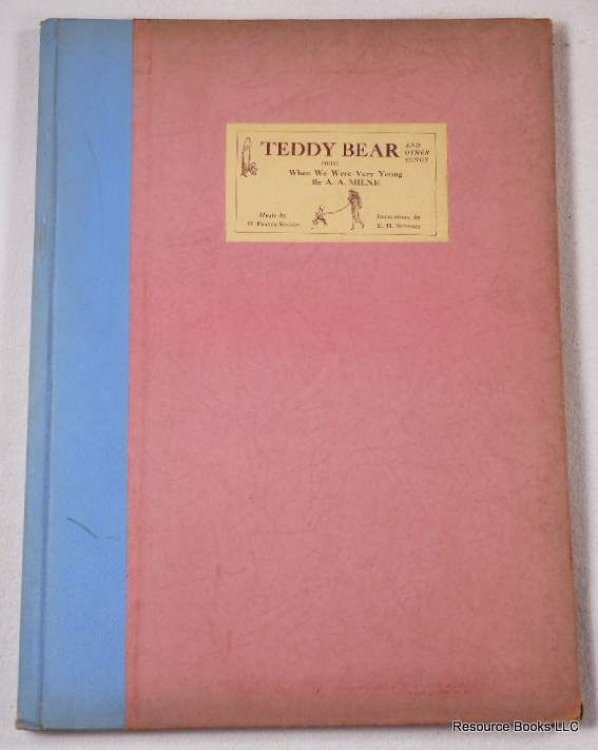 TEDDY BEAR
AND
OTHER
SONGS
FROM
When We Were Very Young
By A. A. MILNE
Music by
H. FRASER-SIMSON
Decorations by
E. H. SHEPARD
Resource Books LLC